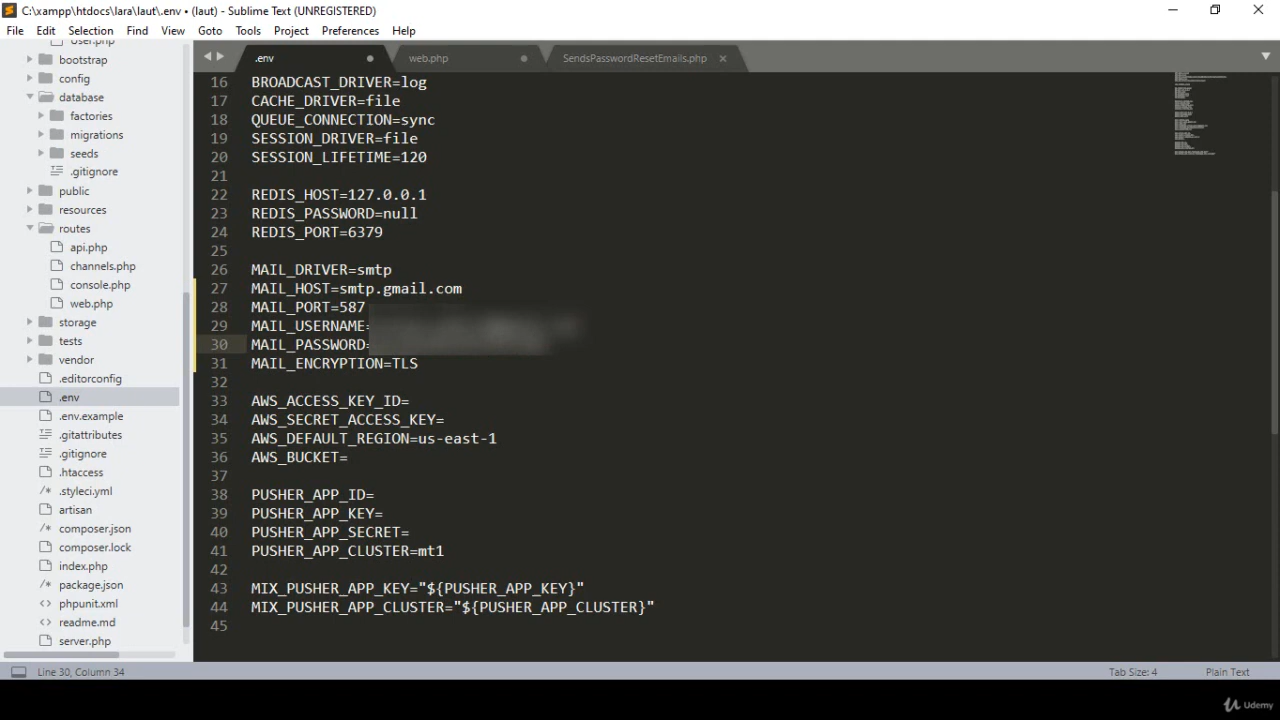 C:\xampp\htdocs\lara\laut\.env • (laut) - Sublime Text (UNREGISTERED)
File Edit Selection Find View Goto Tools Project Preferences Help
User.php
bootstrap
config
database
factories
migrations
seeds
.gitignore
public
resources
routes
api.php
channels.php
console.php
web.php
storage
tests
vendor
.editorconfig
.env
.env.example
.gitattributes
.gitignore
.htaccess
.styleci.yml
artisan
composer.json
composer.lock
index.php
package.json
phpunit.xml
readme.md
server.php
.env web.php SendsPasswordResetEmails.php
16 BROADCAST_DRIVER=log
17 CACHE_DRIVER=file
18 QUEUE_CONNECTION=sync
19 SESSION_DRIVER=file
20 SESSION_LIFETIME=120
21
22 REDIS_HOST=127.0.0.1
23 REDIS_PASSWORD=null
24 REDIS_PORT=6379
25
26 MAIL_DRIVER=smtp
27 MAIL_HOST=smtp.gmail.com
28 MAIL_PORT=587
29 MAIL_USERNAME=
30 MAIL_PASSWORD=
31 MAIL_ENCRYPTION=TLS
32
33 AWS_ACCESS_KEY_ID=
34 AWS_SECRET_ACCESS_KEY=
35 AWS_DEFAULT_REGION=us-east-1
36 AWS_BUCKET=
37
38 PUSHER_APP_ID=
39 PUSHER_APP_KEY=
40 PUSHER_APP_SECRET=
41 PUSHER_APP_CLUSTER=mt1
42
43 MIX_PUSHER_APP_KEY="${PUSHER_APP_KEY}"
44 MIX_PUSHER_APP_CLUSTER="${PUSHER_APP_CLUSTER}"
45
Line 30, Column 34 Tab Size: 4 Plain Text
Udemy